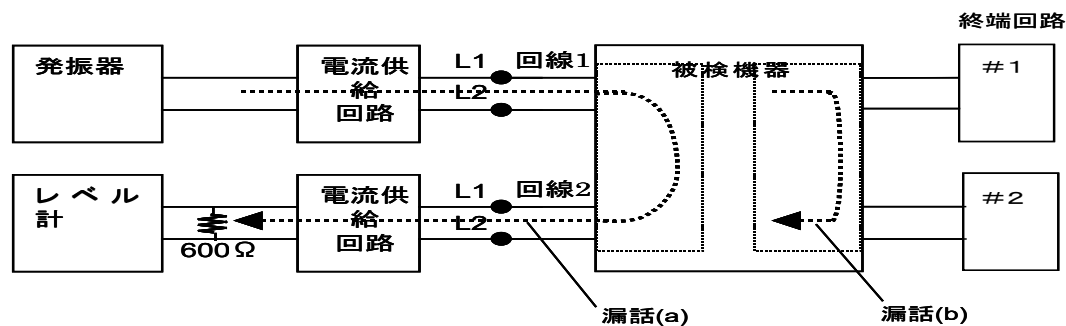 終端回路
発振器
電流供
給
回路
L1
回線1
L2
被検機器
#1
レベル
計
600Ω
電流供
給
回路
L1
回線2
L2
#2
漏話(a)
漏話(b)